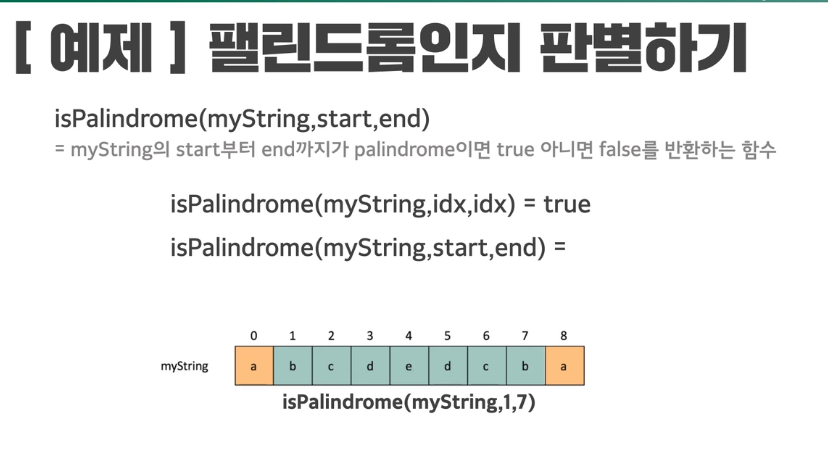 [ 예제 ] 팰린드롬인지 판별하기
isPalindrome(myString,start,end)
= myString의 start부터 end까지가 palindrome이면 true 아니면 false를 반환하는 함수
isPalindrome(myString,idx,idx) = true
isPalindrome(myString,start,end) =
0 1 2 3 4 5 6 7 8
myString a b c d e d c b a
isPalindrome(myString,1,7)